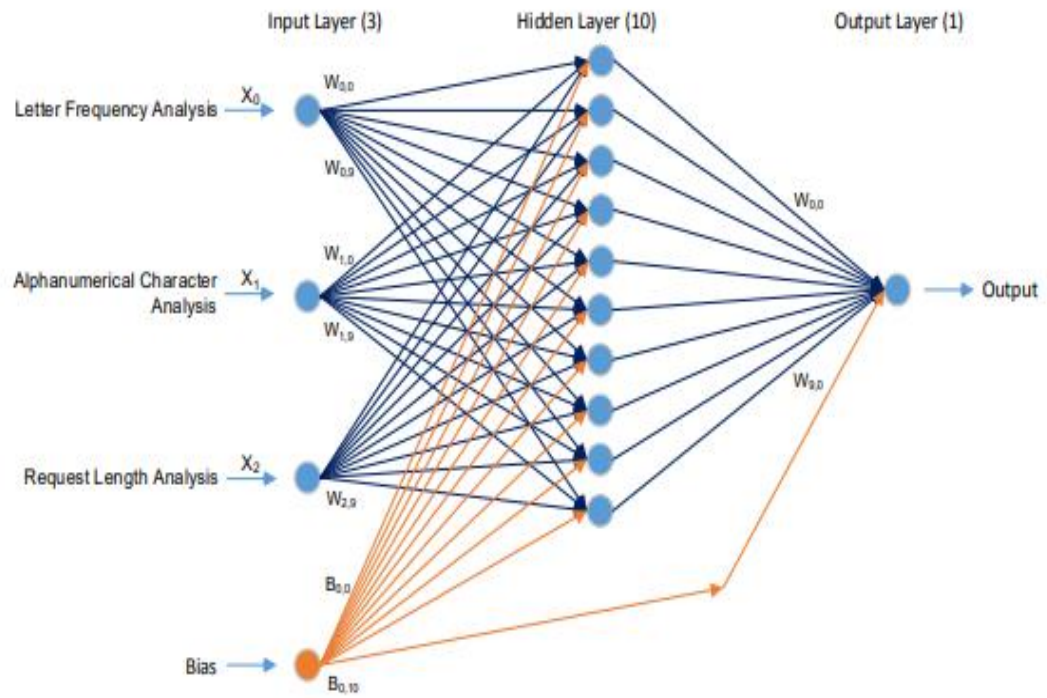 Input Layer (3)
Hidden Layer (10)
Output Layer (1)
Letter Frequency Analysis
X₀
W₀,₀
W₀,₉
Alphanumerical Character
Analysis
X₁
W₁,₀
W₁,₉
Request Length Analysis
X₂
W₂,₉
Bias
B₀,₀
B₀,₁₀
W₀,₀
W₉,₀
Output